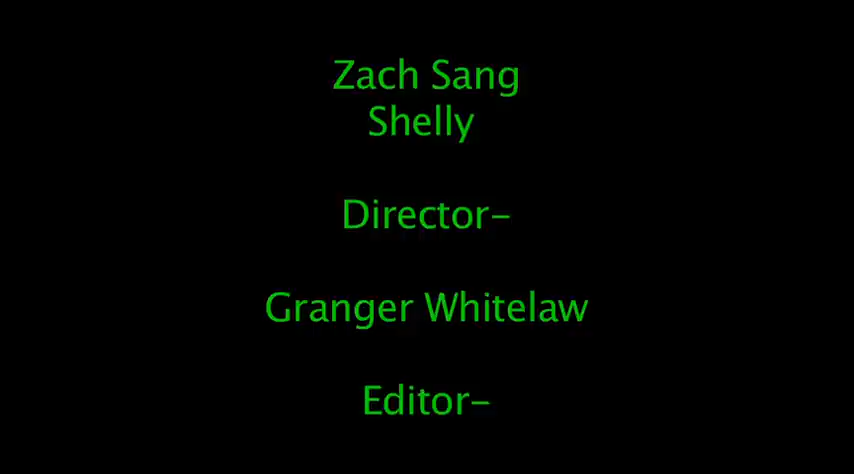 Zach Sang
Shelly
Director-
Granger Whitelaw
Editor-